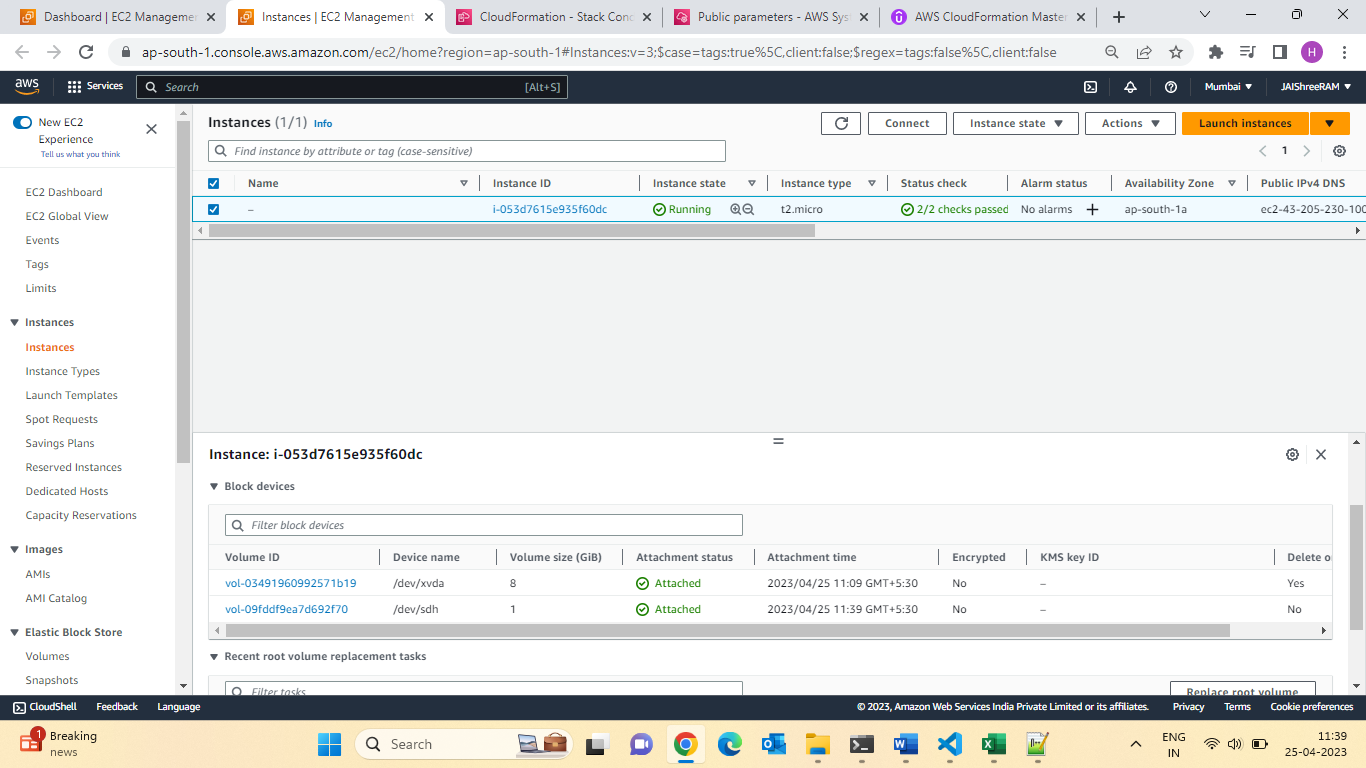 Dashboard | EC2 Managemen
Instances | EC2 Management
CloudFormation - Stack Conc
Public parameters - AWS Sys
AWS CloudFormation Master
ap-south-1.console.aws.amazon.com/ec2/home?region=ap-south-1#Instances:v=3;$case=tags:true%5C,client:false;$regex=tags:false%5C,client:false
H
aws
Services
Search
[Alt+S]
Mumbai
JAIShreeRAM
New EC2
Experience
Tell us what you think
EC2 Dashboard
EC2 Global View
Events
Tags
Limits
Instances
Instances
Instance Types
Launch Templates
Spot Requests
Savings Plans
Reserved Instances
Dedicated Hosts
Capacity Reservations
Images
AMIs
AMI Catalog
Elastic Block Store
Volumes
Snapshots
Instances (1/1) Info
Connect
Instance state
Actions
Launch instances
Find instance by attribute or tag (case-sensitive)
1
Name Instance ID Instance state Instance type Status check Alarm status Availability Zone Public IPv4 DNS
– i-053d7615e935f60dc Running t2.micro 2/2 checks passed No alarms ap-south-1a ec2-43-205-230-100
Instance: i-053d7615e935f60dc
Block devices
Filter block devices
Volume ID Device name Volume size (GiB) Attachment status Attachment time Encrypted KMS key ID Delete o
vol-03491960992571b19 /dev/xvda 8 Attached 2023/04/25 11:09 GMT+5:30 No – Yes
vol-09fddf9ea7d692f70 /dev/sdh 1 Attached 2023/04/25 11:39 GMT+5:30 No – No
Recent root volume replacement tasks
Filter tasks
Replace root volume
CloudShell
Feedback
Language
© 2023, Amazon Web Services India Private Limited or its affiliates.
Privacy
Terms
Cookie preferences
1
Breaking
news
Search
ENG
IN
11:39
25-04-2023